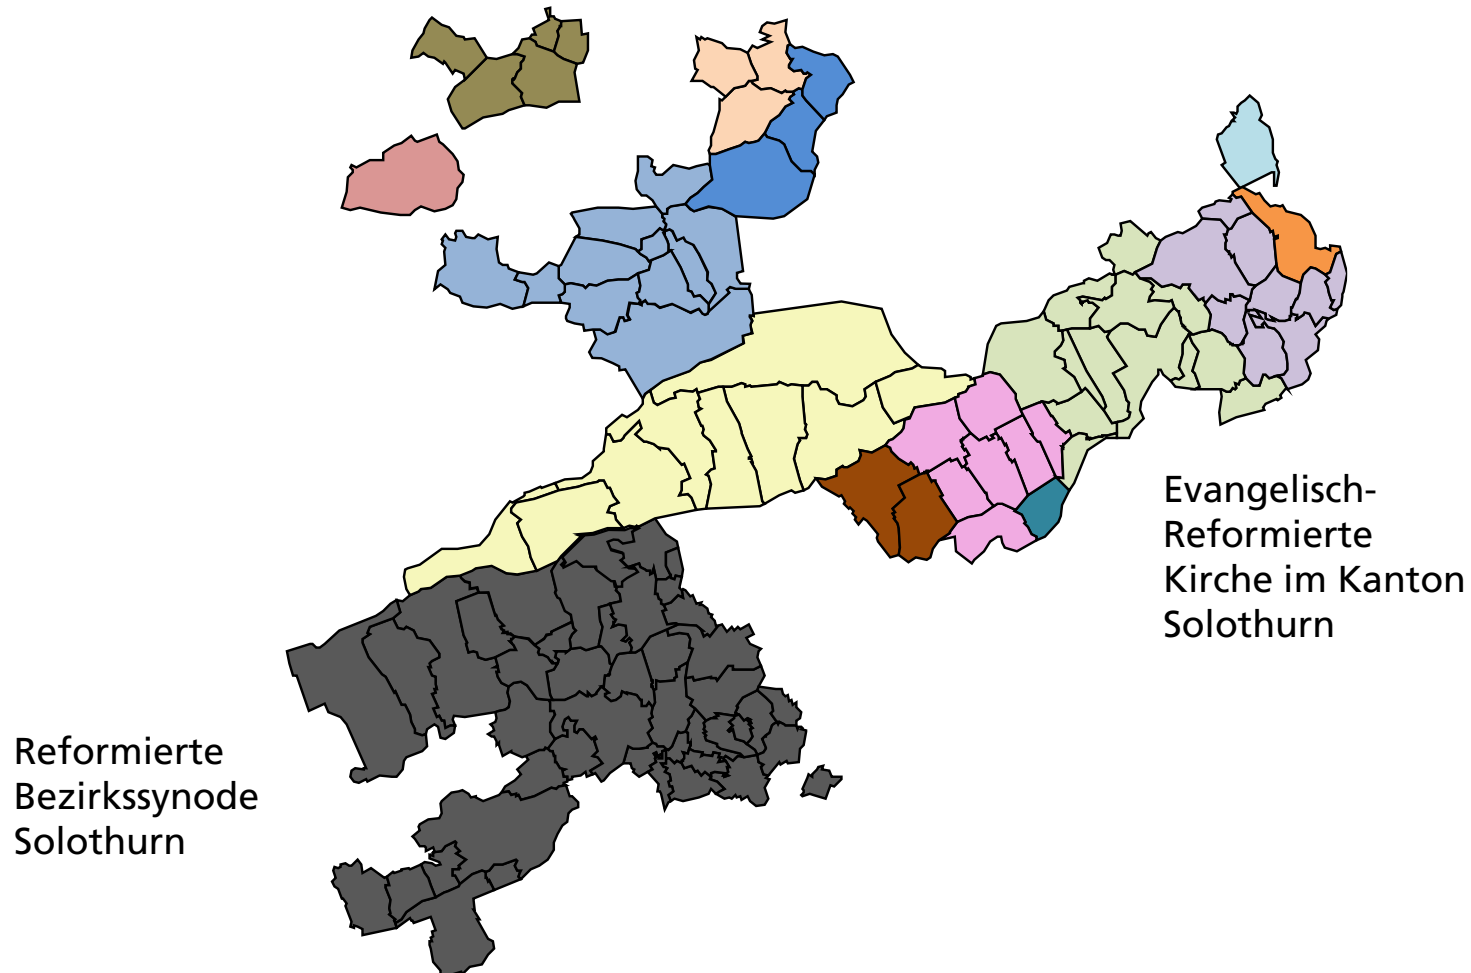 Evangelisch-
Reformierte
Kirche im Kanton
Solothurn
Reformierte
Bezirkssynode
Solothurn